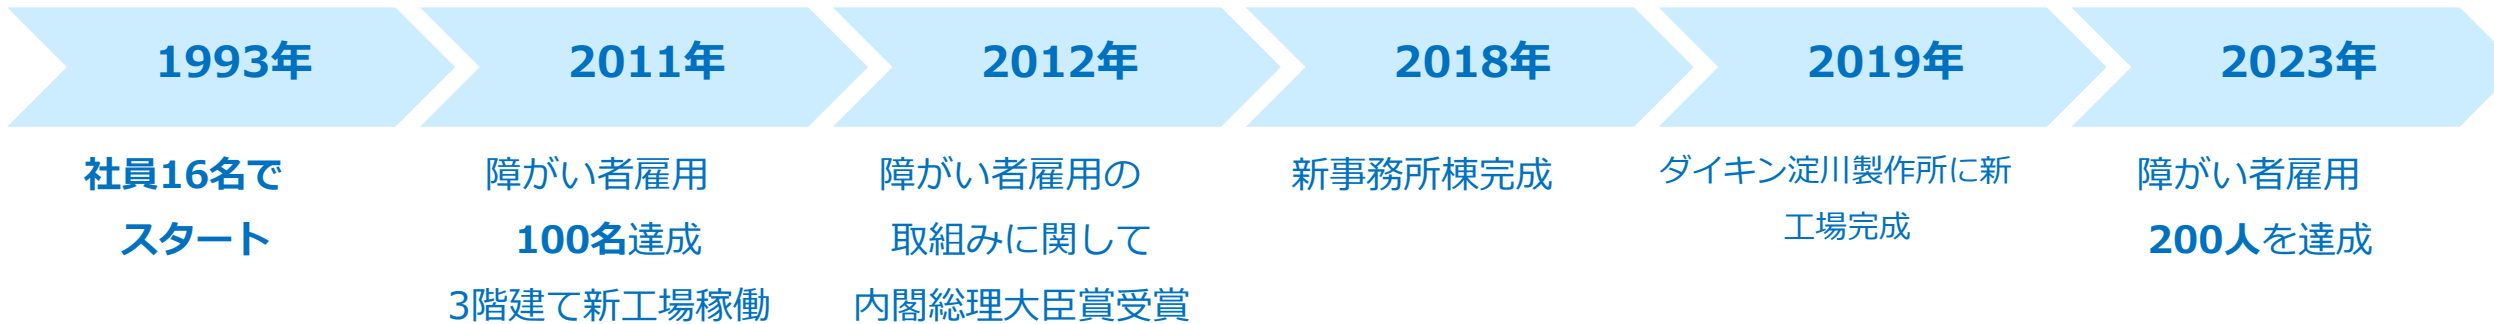 1993年
社員16名で
スタート
2011年
障がい者雇用
100名達成
3階建て新工場稼働
2012年
障がい者雇用の
取組みに関して
内閣総理大臣賞受賞
2018年
新事務所棟完成
2019年
ダイキン淀川製作所に新
工場完成
2023年
障がい者雇用
200人を達成